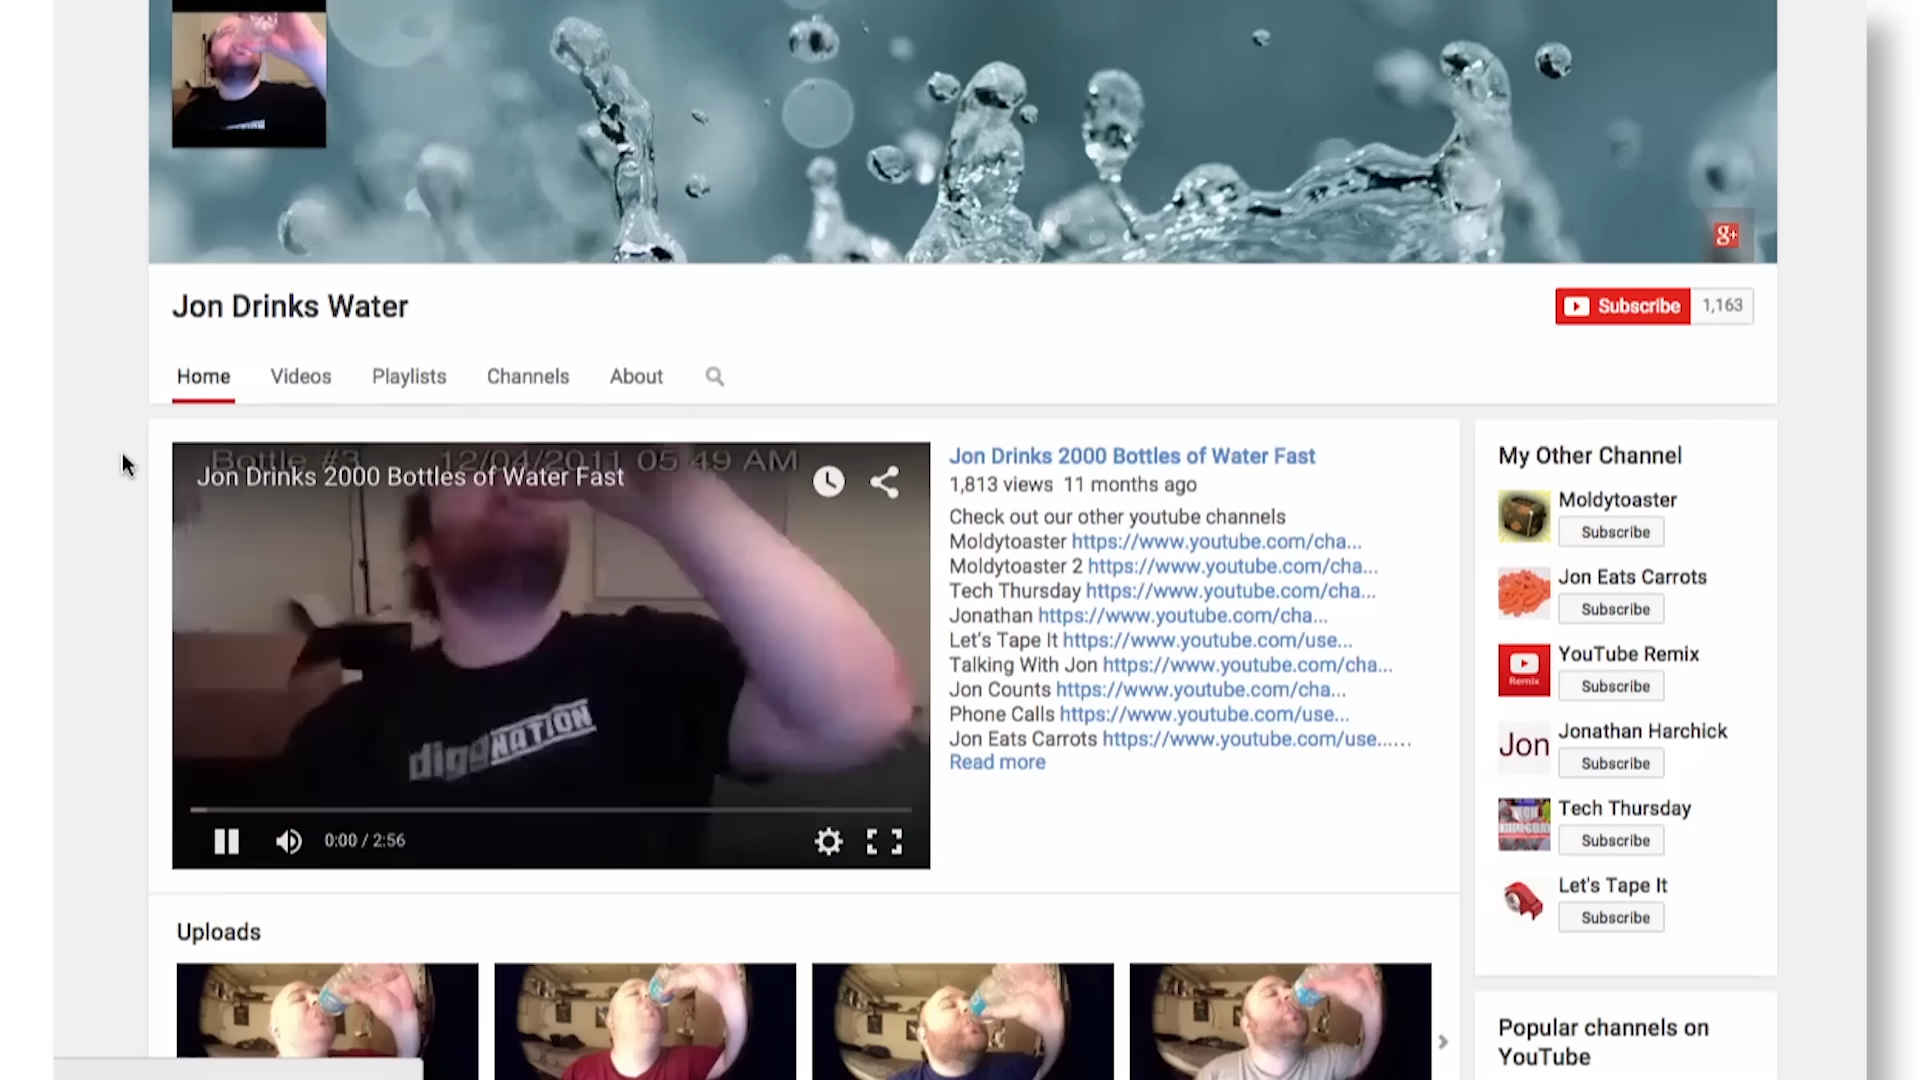 g+
Jon Drinks Water
Subscribe 1,163
Home Videos Playlists Channels About
Bottle #3 12/04/2011 05 49 AM
Jon Drinks 2000 Bottles of Water Fast
diggNATION
0:00 / 2:56
Jon Drinks 2000 Bottles of Water Fast
1,813 views 11 months ago
Check out our other youtube channels
Moldytoaster https://www.youtube.com/cha...
Moldytoaster 2 https://www.youtube.com/cha...
Tech Thursday https://www.youtube.com/cha...
Jonathan https://www.youtube.com/cha...
Let’s Tape It https://www.youtube.com/use...
Talking With Jon https://www.youtube.com/cha...
Jon Counts https://www.youtube.com/cha...
Phone Calls https://www.youtube.com/use...
Jon Eats Carrots https://www.youtube.com/use......
Read more
Uploads
My Other Channel
Moldytoaster
Subscribe
Jon Eats Carrots
Subscribe
Remix
YouTube Remix
Subscribe
Jon
Jonathan Harchick
Subscribe
Tech Thursday
Subscribe
Let's Tape It
Subscribe
Popular channels on
YouTube